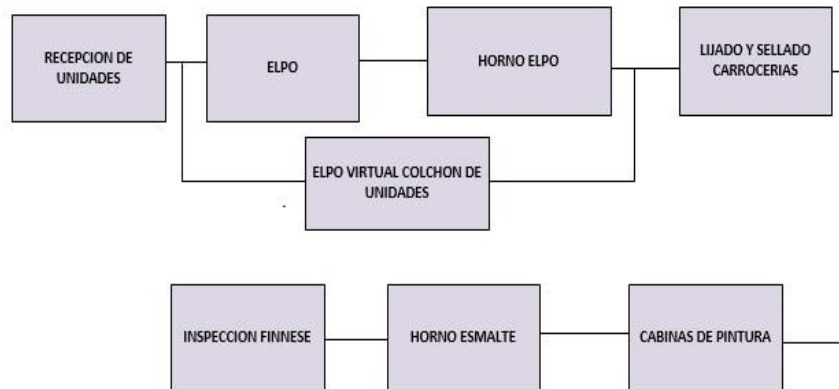 RECEPCION DE
UNIDADES
ELPO
HORNO ELPO
LIJADO Y SELLADO
CARROCERIAS
ELPO VIRTUAL COLCHON DE
UNIDADES
INSPECCION FINNESE
HORNO ESMALTE
CABINAS DE PINTURA